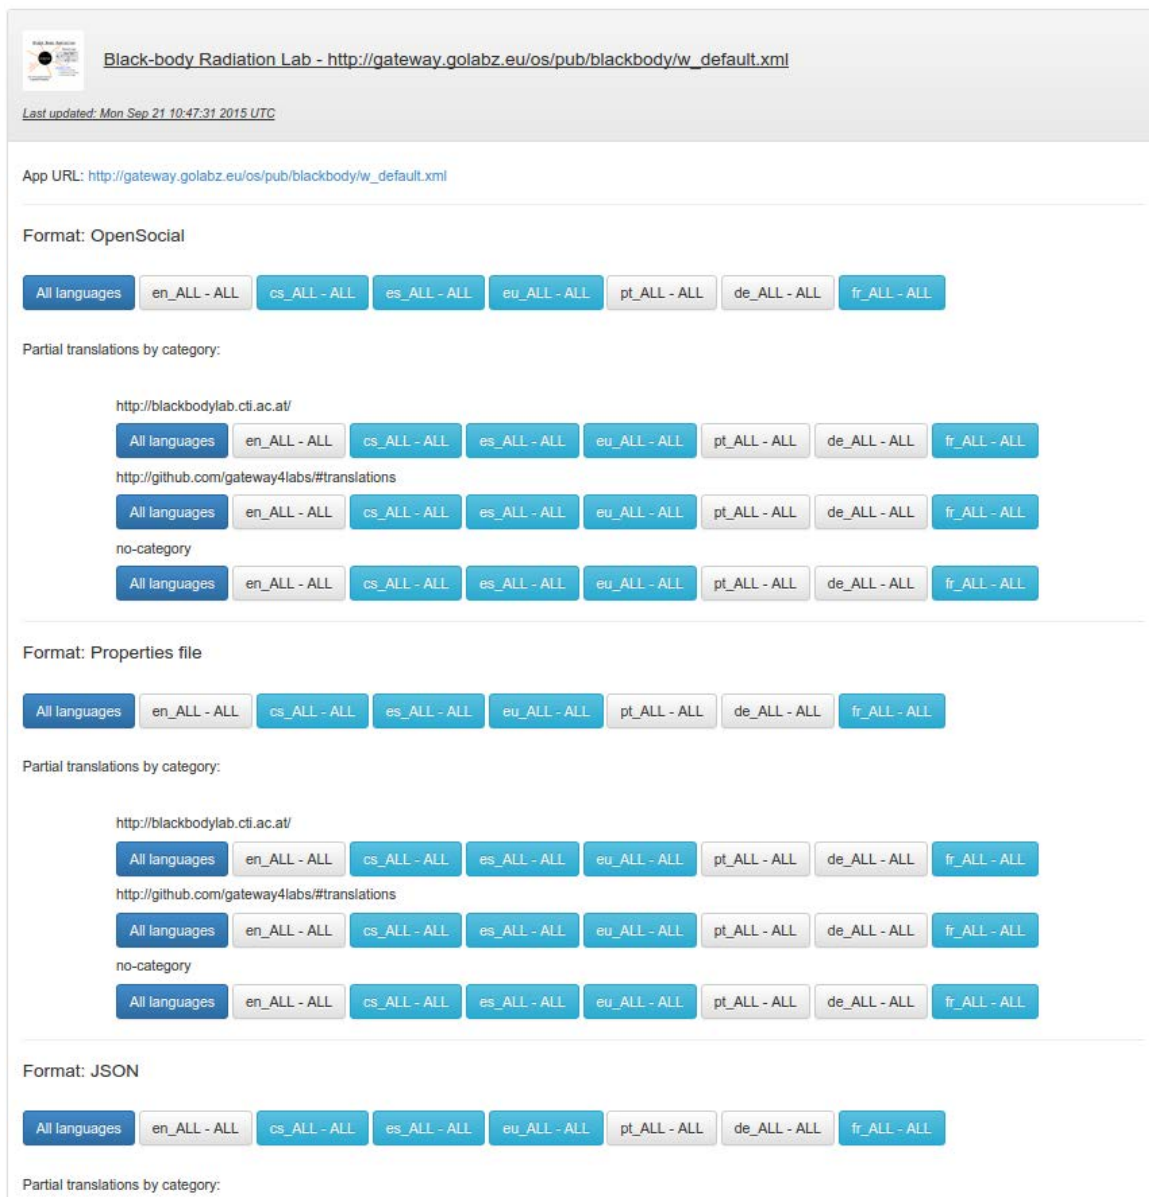 Black-body Radiation Lab - http://gateway.golabz.eu/os/pub/blackbody/w_default.xml
Last updated: Mon Sep 21 10:47:31 2015 UTC
App URL: http://gateway.golabz.eu/os/pub/blackbody/w_default.xml
Format: OpenSocial
All languages en_ALL - ALL cs_ALL - ALL es_ALL - ALL eu_ALL - ALL pt_ALL - ALL de_ALL - ALL fr_ALL - ALL
Partial translations by category:
http://blackbodylab.cti.ac.at/
All languages en_ALL - ALL cs_ALL - ALL es_ALL - ALL eu_ALL - ALL pt_ALL - ALL de_ALL - ALL fr_ALL - ALL
http://github.com/gateway4labs/#translations
All languages en_ALL - ALL cs_ALL - ALL es_ALL - ALL eu_ALL - ALL pt_ALL - ALL de_ALL - ALL fr_ALL - ALL
no-category
All languages en_ALL - ALL cs_ALL - ALL es_ALL - ALL eu_ALL - ALL pt_ALL - ALL de_ALL - ALL fr_ALL - ALL
Format: Properties file
All languages en_ALL - ALL cs_ALL - ALL es_ALL - ALL eu_ALL - ALL pt_ALL - ALL de_ALL - ALL fr_ALL - ALL
Partial translations by category:
http://blackbodylab.cti.ac.at/
All languages en_ALL - ALL cs_ALL - ALL es_ALL - ALL eu_ALL - ALL pt_ALL - ALL de_ALL - ALL fr_ALL - ALL
http://github.com/gateway4labs/#translations
All languages en_ALL - ALL cs_ALL - ALL es_ALL - ALL eu_ALL - ALL pt_ALL - ALL de_ALL - ALL fr_ALL - ALL
no-category
All languages en_ALL - ALL cs_ALL - ALL es_ALL - ALL eu_ALL - ALL pt_ALL - ALL de_ALL - ALL fr_ALL - ALL
Format: JSON
All languages en_ALL - ALL cs_ALL - ALL es_ALL - ALL eu_ALL - ALL pt_ALL - ALL de_ALL - ALL fr_ALL - ALL
Partial translations by category: